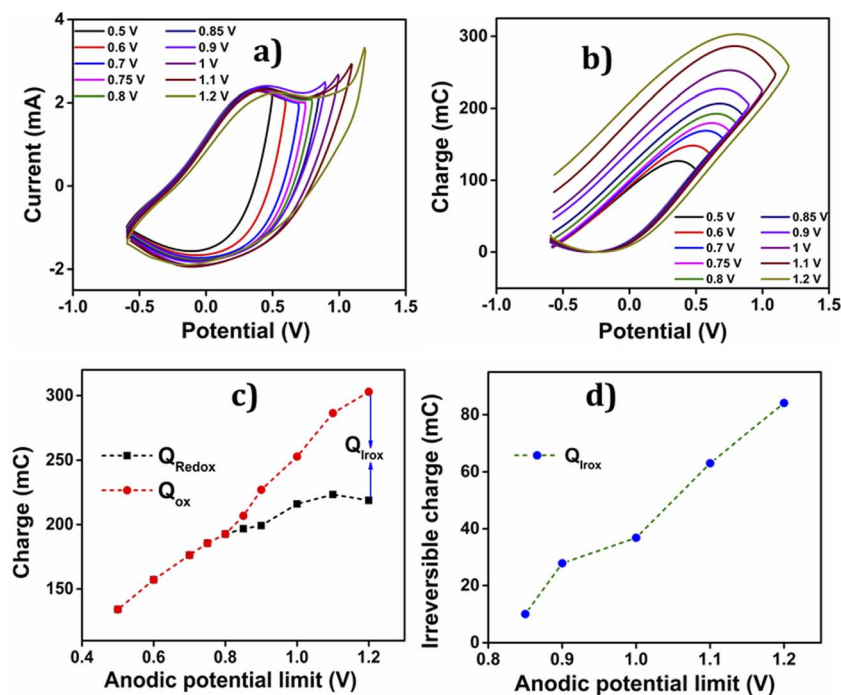 a)
0.5 V 0.85 V
0.6 V 0.9 V
0.7 V 1 V
0.75 V 1.1 V
0.8 V 1.2 V
Current (mA)
4
2
0
-2
-1.0 -0.5 0.0 0.5 1.0 1.5
Potential (V)
b)
Charge (mC)
300
200
100
0
0.5 V 0.85 V
0.6 V 0.9 V
0.7 V 1 V
0.75 V 1.1 V
0.8 V 1.2 V
-1.0 -0.5 0.0 0.5 1.0 1.5
Potential (V)
c)
Charge (mC)
300
250
200
150
QRedox
Qox
QIrox
0.4 0.6 0.8 1.0 1.2
Anodic potential limit (V)
d)
Irreversible charge (mC)
80
60
40
20
0
QIrox
0.8 0.9 1.0 1.1 1.2
Anodic potential limit (V)